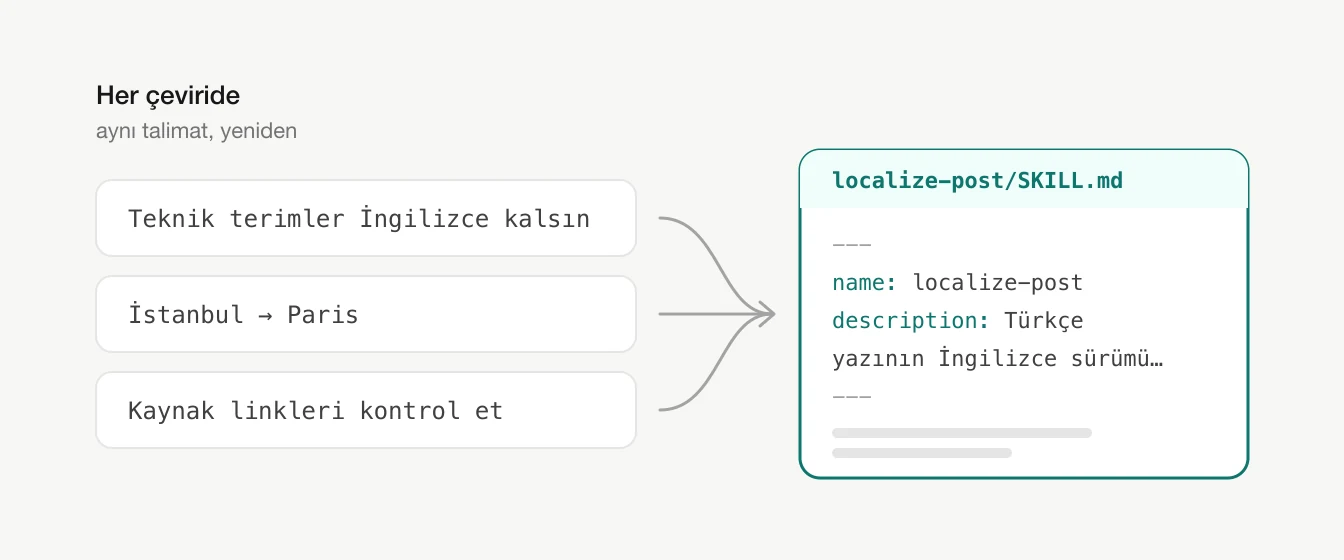 Her çeviride
aynı talimat, yeniden
Teknik terimler İngilizce kalsın
İstanbul → Paris
Kaynak linkleri kontrol et
localize-post/SKILL.md
---
name: localize-post
description: Türkçe
yazının İngilizce sürümü…
---